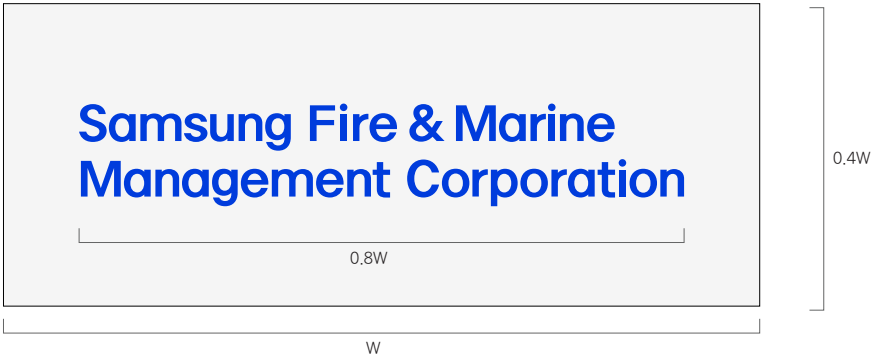 Samsung Fire & Marine
Management Corporation
0.4W
0.8W
W